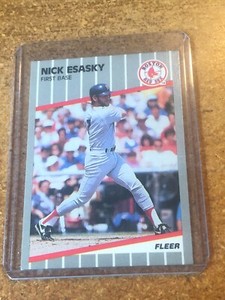 NICK ESASKY
FIRST BASE
BOSTON
RED SOX
FLEER